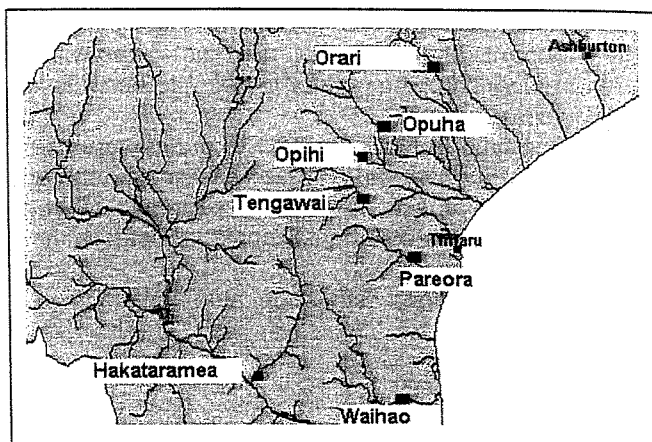 Ashburton
Orari
Opuha
Opihi
Tengawai
Timaru
Pareora
Hakataramea
Waihao